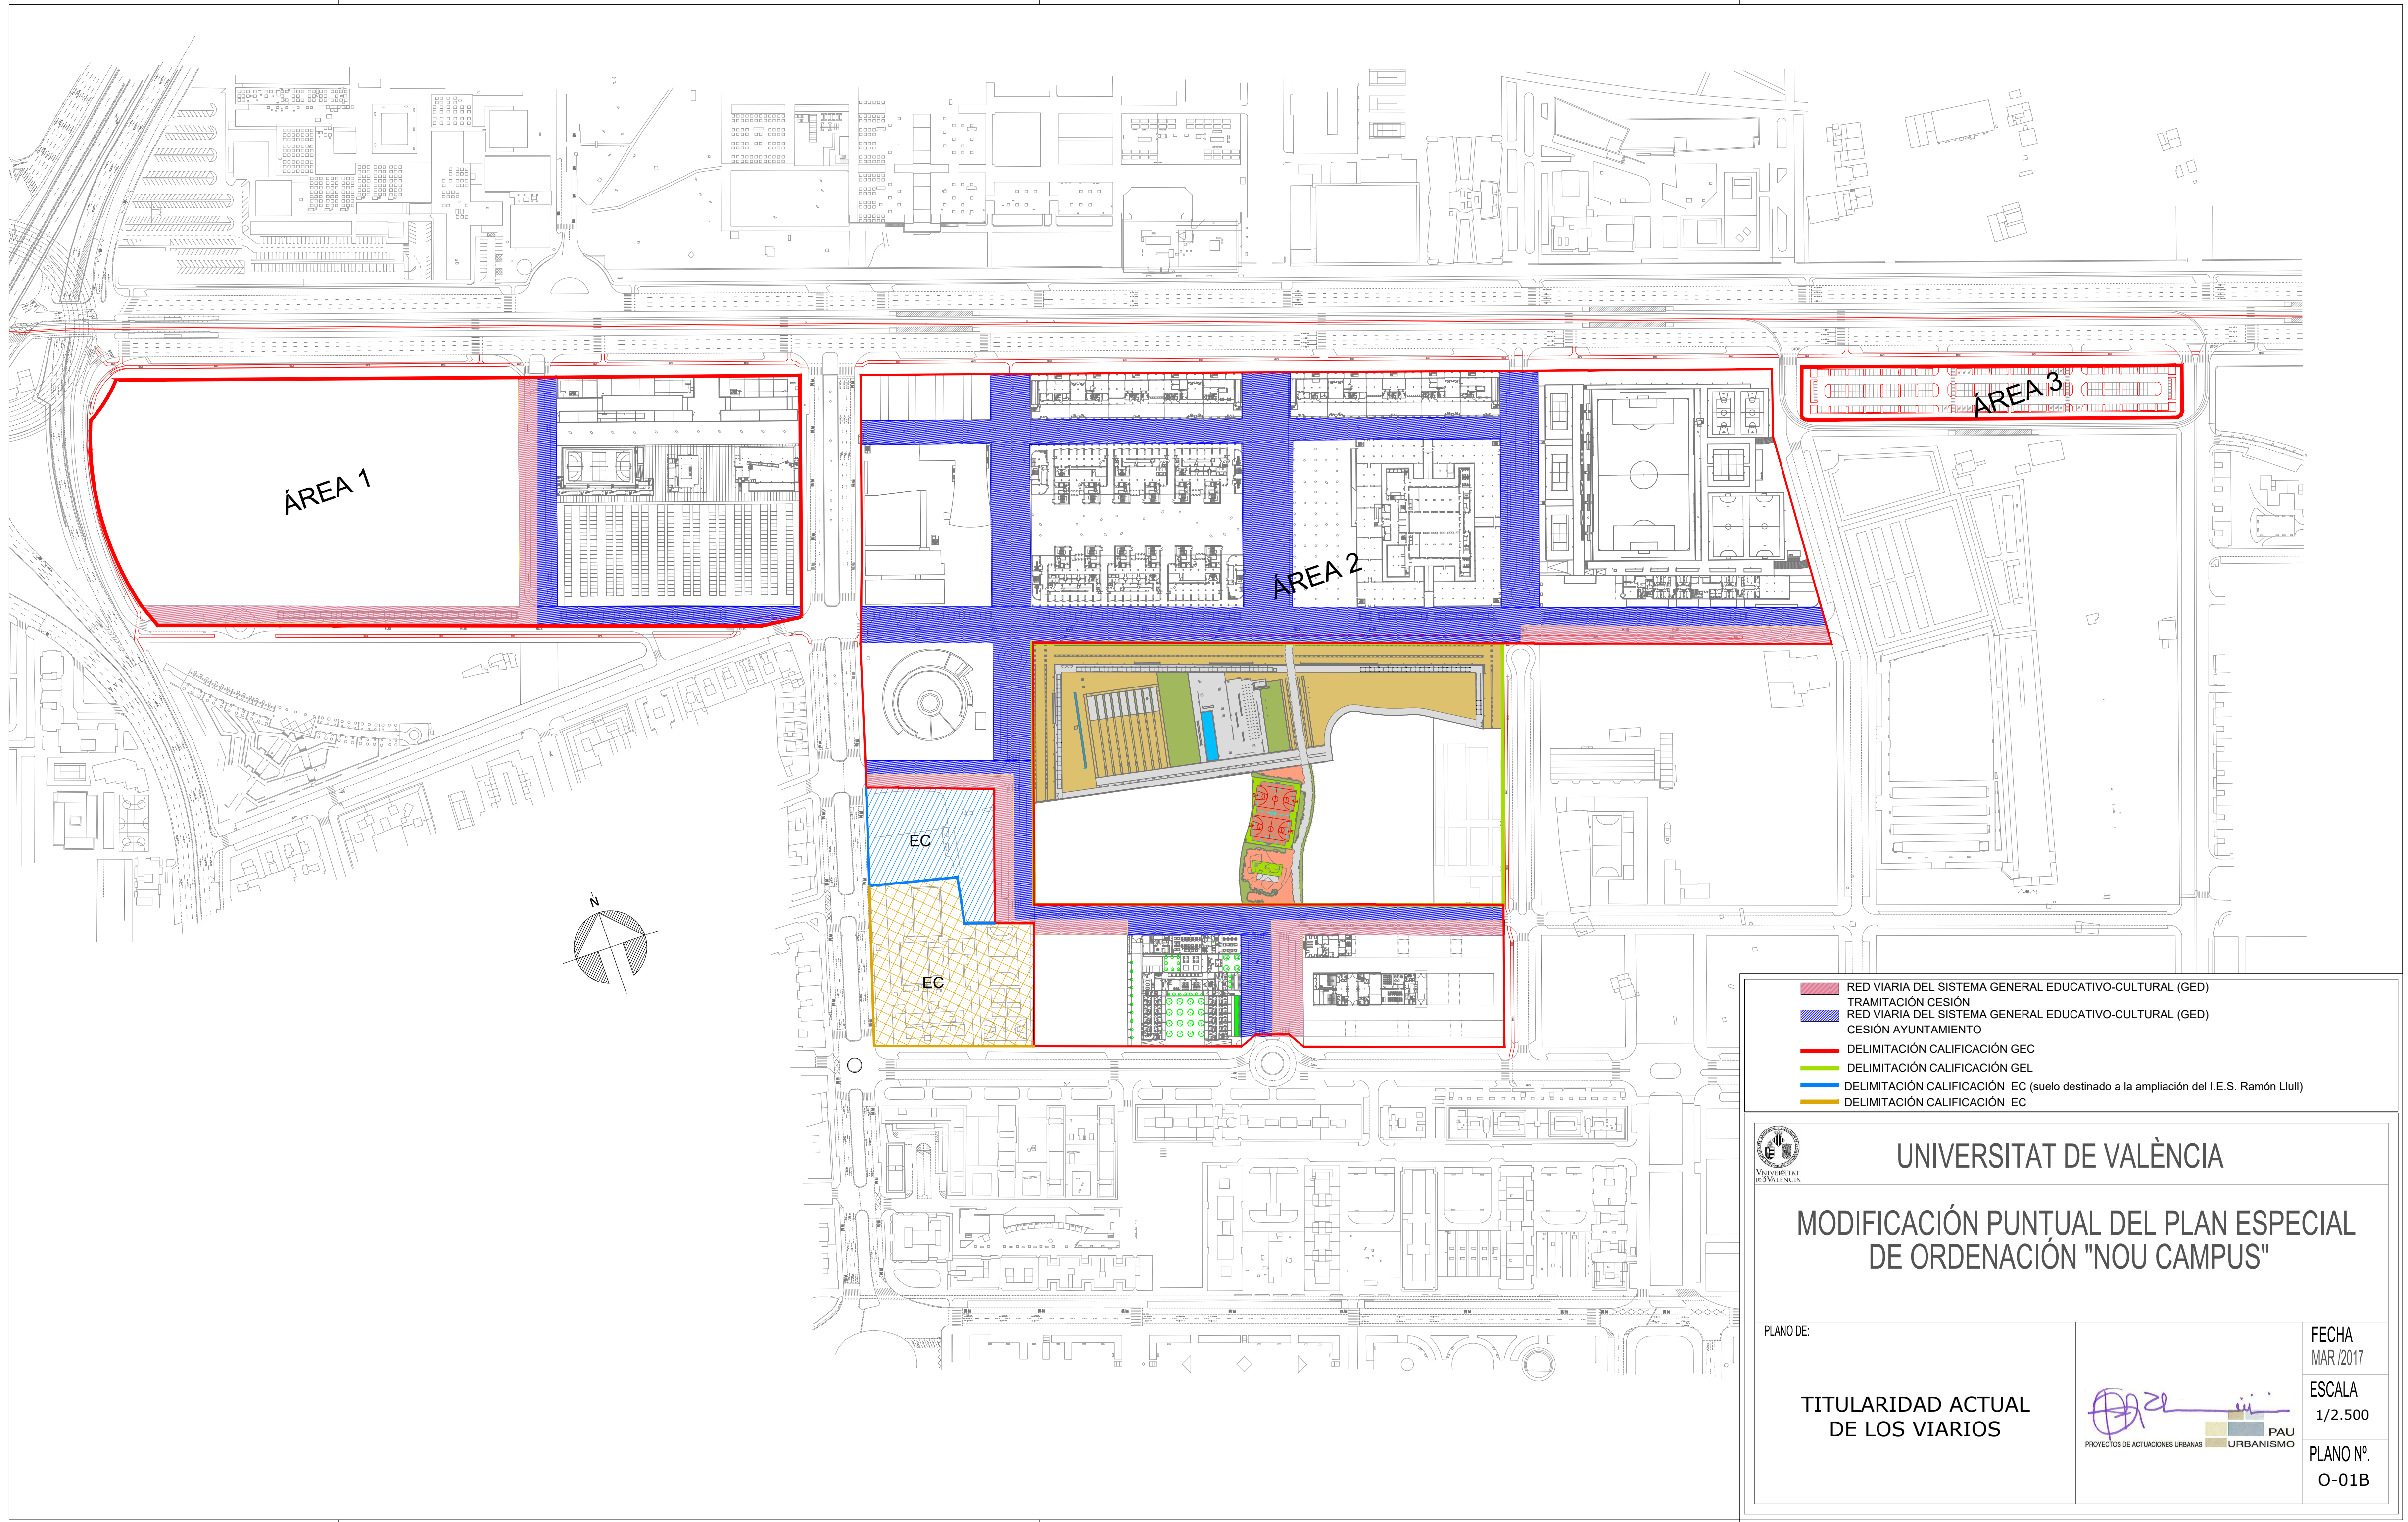 ÁREA 1
ÁREA 2
ÁREA 3
EC
EC
N
RED VIARIA DEL SISTEMA GENERAL EDUCATIVO-CULTURAL (GED)
TRAMITACIÓN CESIÓN
RED VIARIA DEL SISTEMA GENERAL EDUCATIVO-CULTURAL (GED)
CESIÓN AYUNTAMIENTO
DELIMITACIÓN CALIFICACIÓN GEC
DELIMITACIÓN CALIFICACIÓN GEL
DELIMITACIÓN CALIFICACIÓN EC (suelo destinado a la ampliación del I.E.S. Ramón Llull)
DELIMITACIÓN CALIFICACIÓN EC
VNIVERSITAT
ID QVALÈNCIA
UNIVERSITAT DE VALÈNCIA
MODIFICACIÓN PUNTUAL DEL PLAN ESPECIAL
DE ORDENACIÓN "NOU CAMPUS"
PLANO DE:
TITULARIDAD ACTUAL
DE LOS VIARIOS
PROYECTOS DE ACTUACIONES URBANAS
PAU
URBANISMO
FECHA
MAR /2017
ESCALA
1/2.500
PLANO Nº.
O-01B